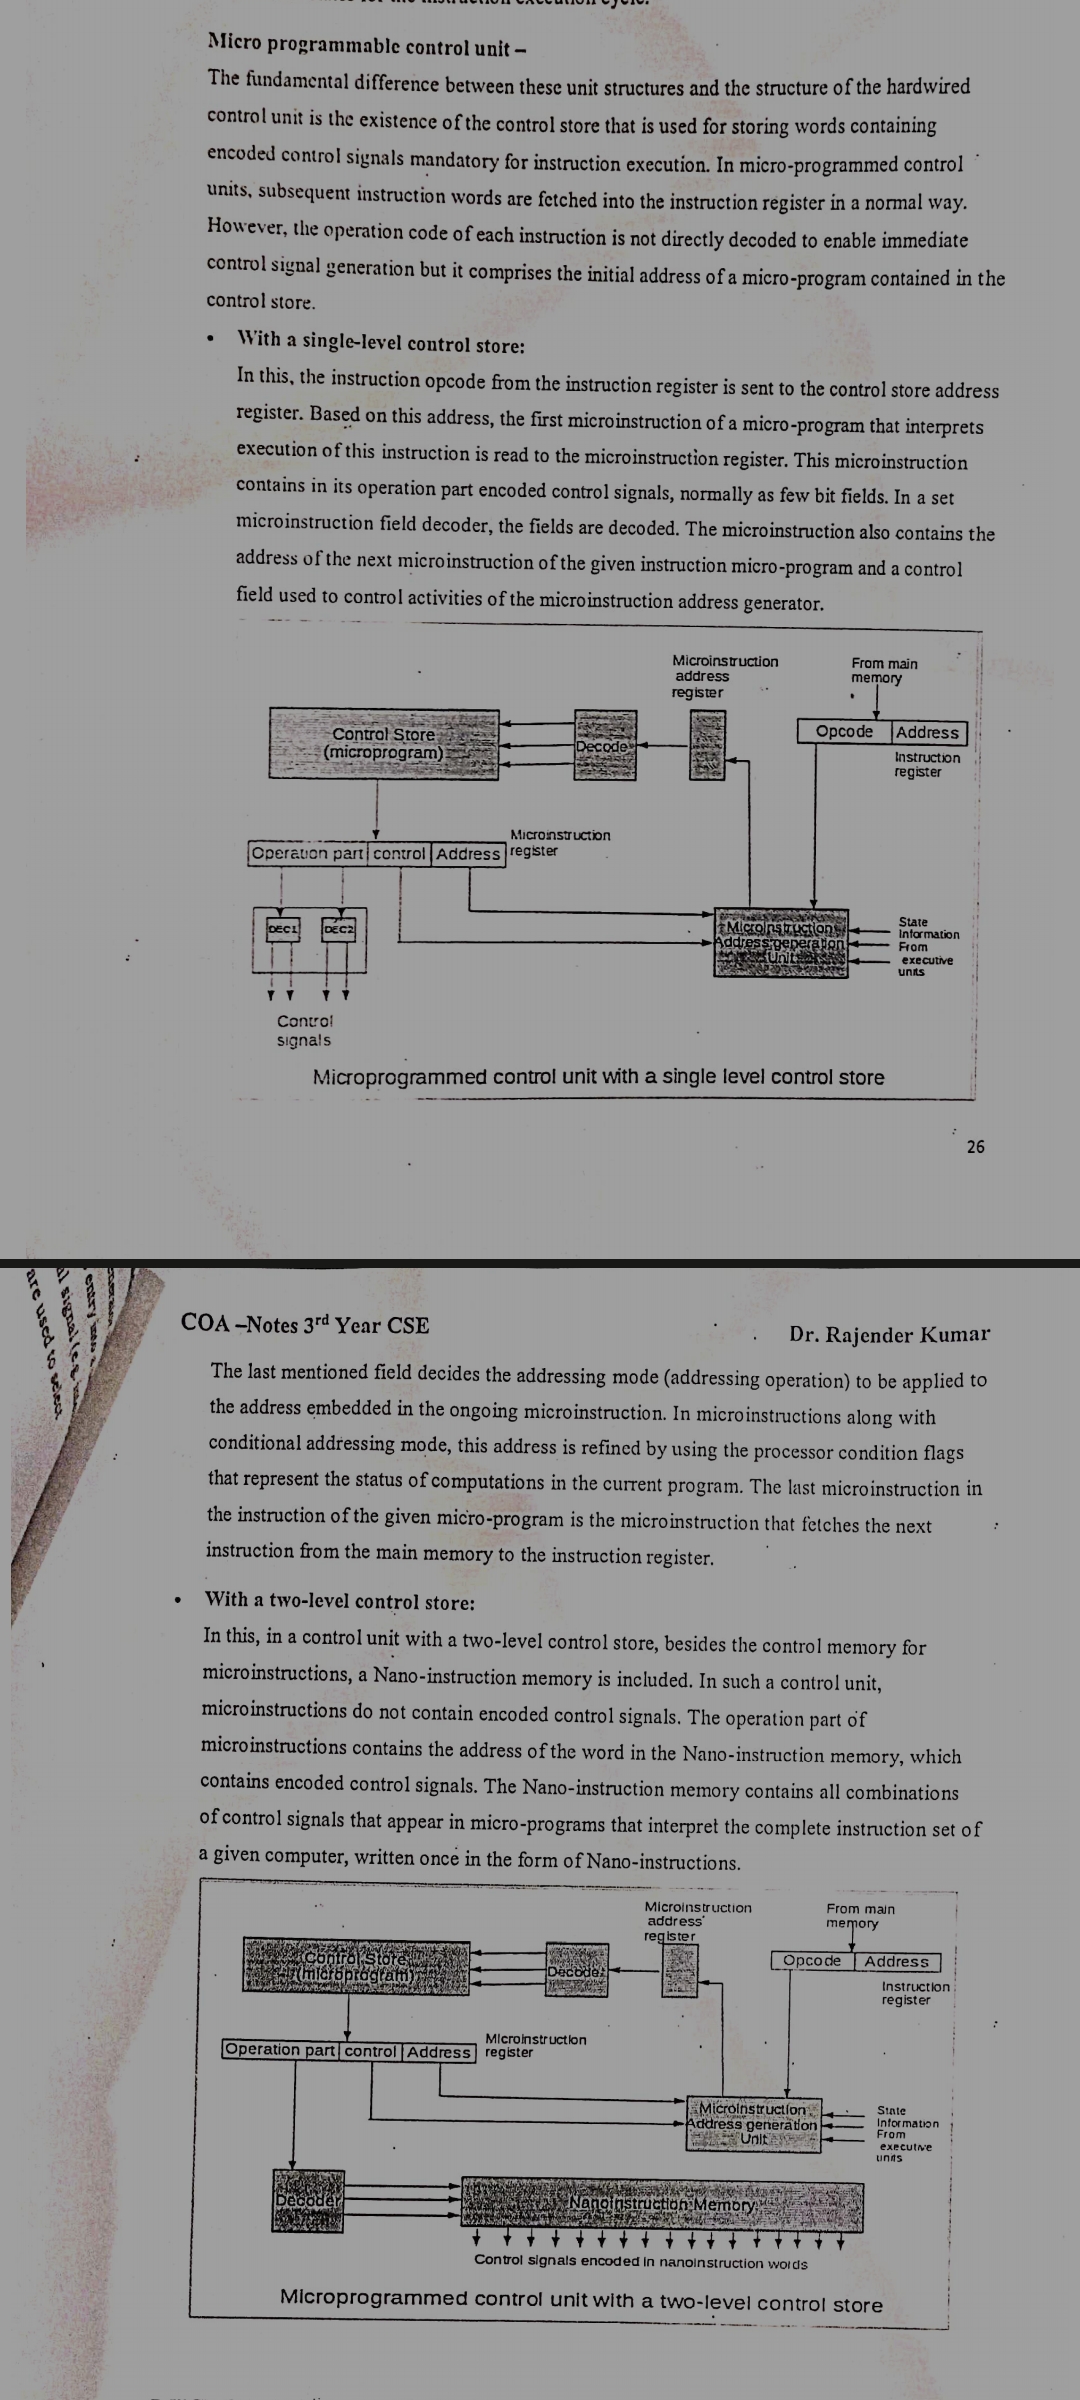 for the instruction execution cycle.
Micro programmable control unit –
The fundamental difference between these unit structures and the structure of the hardwired
control unit is the existence of the control store that is used for storing words containing
encoded control signals mandatory for instruction execution. In micro-programmed control
units, subsequent instruction words are fetched into the instruction register in a normal way.
However, the operation code of each instruction is not directly decoded to enable immediate
control signal generation but it comprises the initial address of a micro-program contained in the
control store.
• With a single-level control store:
In this, the instruction opcode from the instruction register is sent to the control store address
register. Based on this address, the first microinstruction of a micro-program that interprets
execution of this instruction is read to the microinstruction register. This microinstruction
contains in its operation part encoded control signals, normally as few bit fields. In a set
microinstruction field decoder, the fields are decoded. The microinstruction also contains the
address of the next microinstruction of the given instruction micro-program and a control
field used to control activities of the microinstruction address generator.
Microinstruction
address
register
From main
memory
Control Store
(microprogram)
Decode
Opcode Address
Instruction
register
Operation part control Address
Microinstruction
register
DEC1 DEC2
Microinstruction
Address generation
Unit
State
Information
From
executive
units
Control
signals
Microprogrammed control unit with a single level control store
26
are used to select
al signal (e.g.
entry into a
COA –Notes 3rd Year CSE
Dr. Rajender Kumar
The last mentioned field decides the addressing mode (addressing operation) to be applied to
the address embedded in the ongoing microinstruction. In microinstructions along with
conditional addressing mode, this address is refined by using the processor condition flags
that represent the status of computations in the current program. The last microinstruction in
the instruction of the given micro-program is the microinstruction that fetches the next
instruction from the main memory to the instruction register.
• With a two-level control store:
In this, in a control unit with a two-level control store, besides the control memory for
microinstructions, a Nano-instruction memory is included. In such a control unit,
microinstructions do not contain encoded control signals. The operation part of
microinstructions contains the address of the word in the Nano-instruction memory, which
contains encoded control signals. The Nano-instruction memory contains all combinations
of control signals that appear in micro-programs that interpret the complete instruction set of
a given computer, written once in the form of Nano-instructions.
Microinstruction
address
register
From main
memory
Control Store
(microprogram)
Decode
Opcode Address
Instruction
register
Operation part control Address
Microinstruction
register
Microinstruction
Address generation
Unit
State
Information
From
executive
units
Decoder
Nanoinstruction Memory
Control signals encoded in nanoinstruction words
Microprogrammed control unit with a two-level control store